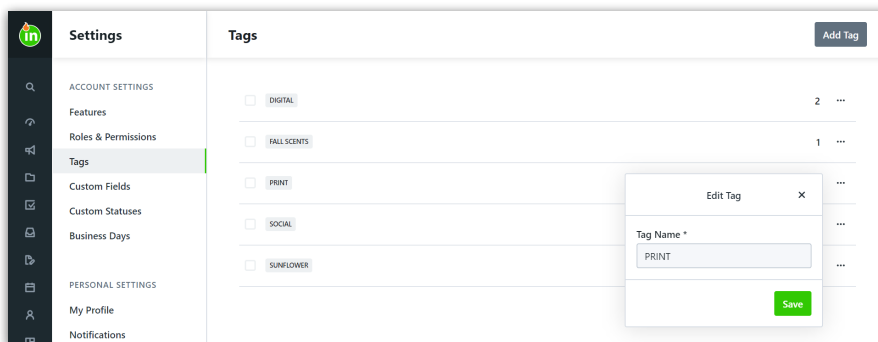 in
Settings
Tags
Add Tag
ACCOUNT SETTINGS
Features
Roles & Permissions
Tags
Custom Fields
Custom Statuses
Business Days
PERSONAL SETTINGS
My Profile
Notifications
DIGITAL
2
FALL SCENTS
1
PRINT
SOCIAL
SUNFLOWER
Edit Tag
Tag Name *
PRINT
Save